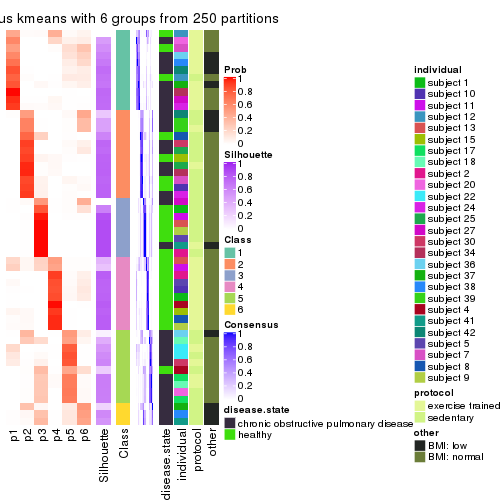 us kmeans with 6 groups from 250 partitions
p1
p2
p3
p4
p5
p6
Silhouette
Class
disease.state
individual
protocol
other
Prob
1
0.8
0.6
0.4
0.2
0
Silhouette
1
0.8
0.6
0.4
0.2
0
Class
1
2
3
4
5
6
Consensus
1
0.8
0.6
0.4
0.2
0
disease.state
chronic obstructive pulmonary disease
healthy
individual
subject 1
subject 10
subject 11
subject 12
subject 13
subject 15
subject 17
subject 18
subject 2
subject 20
subject 22
subject 24
subject 25
subject 27
subject 30
subject 34
subject 36
subject 37
subject 38
subject 39
subject 4
subject 41
subject 42
subject 5
subject 7
subject 8
subject 9
protocol
exercise trained
sedentary
other
BMI: low
BMI: normal